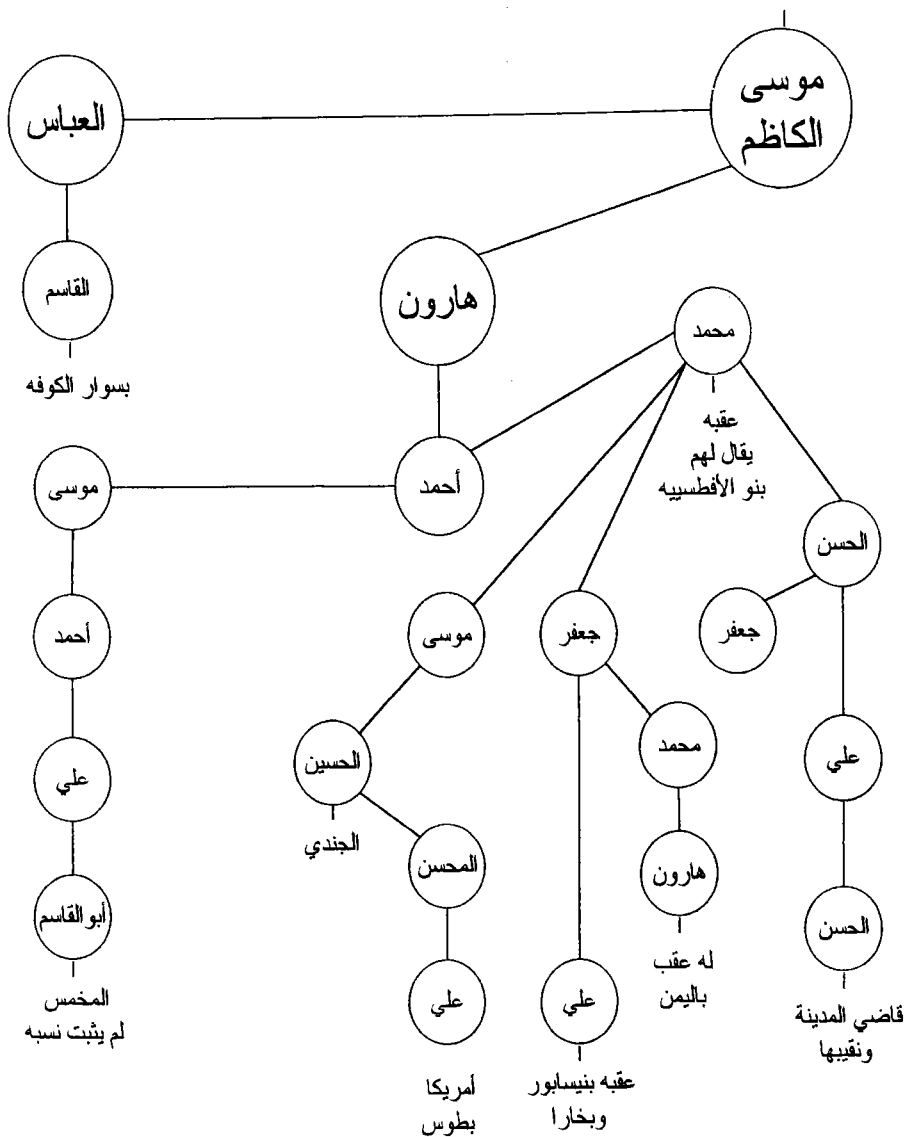 موسى
الكاظم
العباس
القاسم
بسوار الكوفه
هارون
محمد
عقبه
يقال لهم
بنو الأفطسييه
أحمد
موسى
أحمد
علي
أبوالقاسم
المخمس
لم يثبت نسبه
الحسن
جعفر
علي
الحسن
قاضي المدينة
ونقيبها
جعفر
محمد
هارون
له عقب
باليمن
علي
عقبه بنيسابور
وبخارا
موسى
الحسين
الجندي
المحسن
علي
أمريكا
بطوس